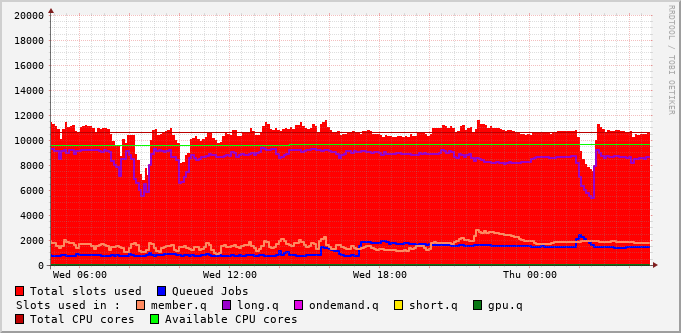 20000
18000
16000
14000
12000
10000
8000
6000
4000
2000
0
Wed 06:00 Wed 12:00 Wed 18:00 Thu 00:00
Total slots used Queued Jobs
Slots used in : member.q long.q ondemand.q short.q gpu.q
Total CPU cores Available CPU cores
RRDTOOL / TOBI OETIKER